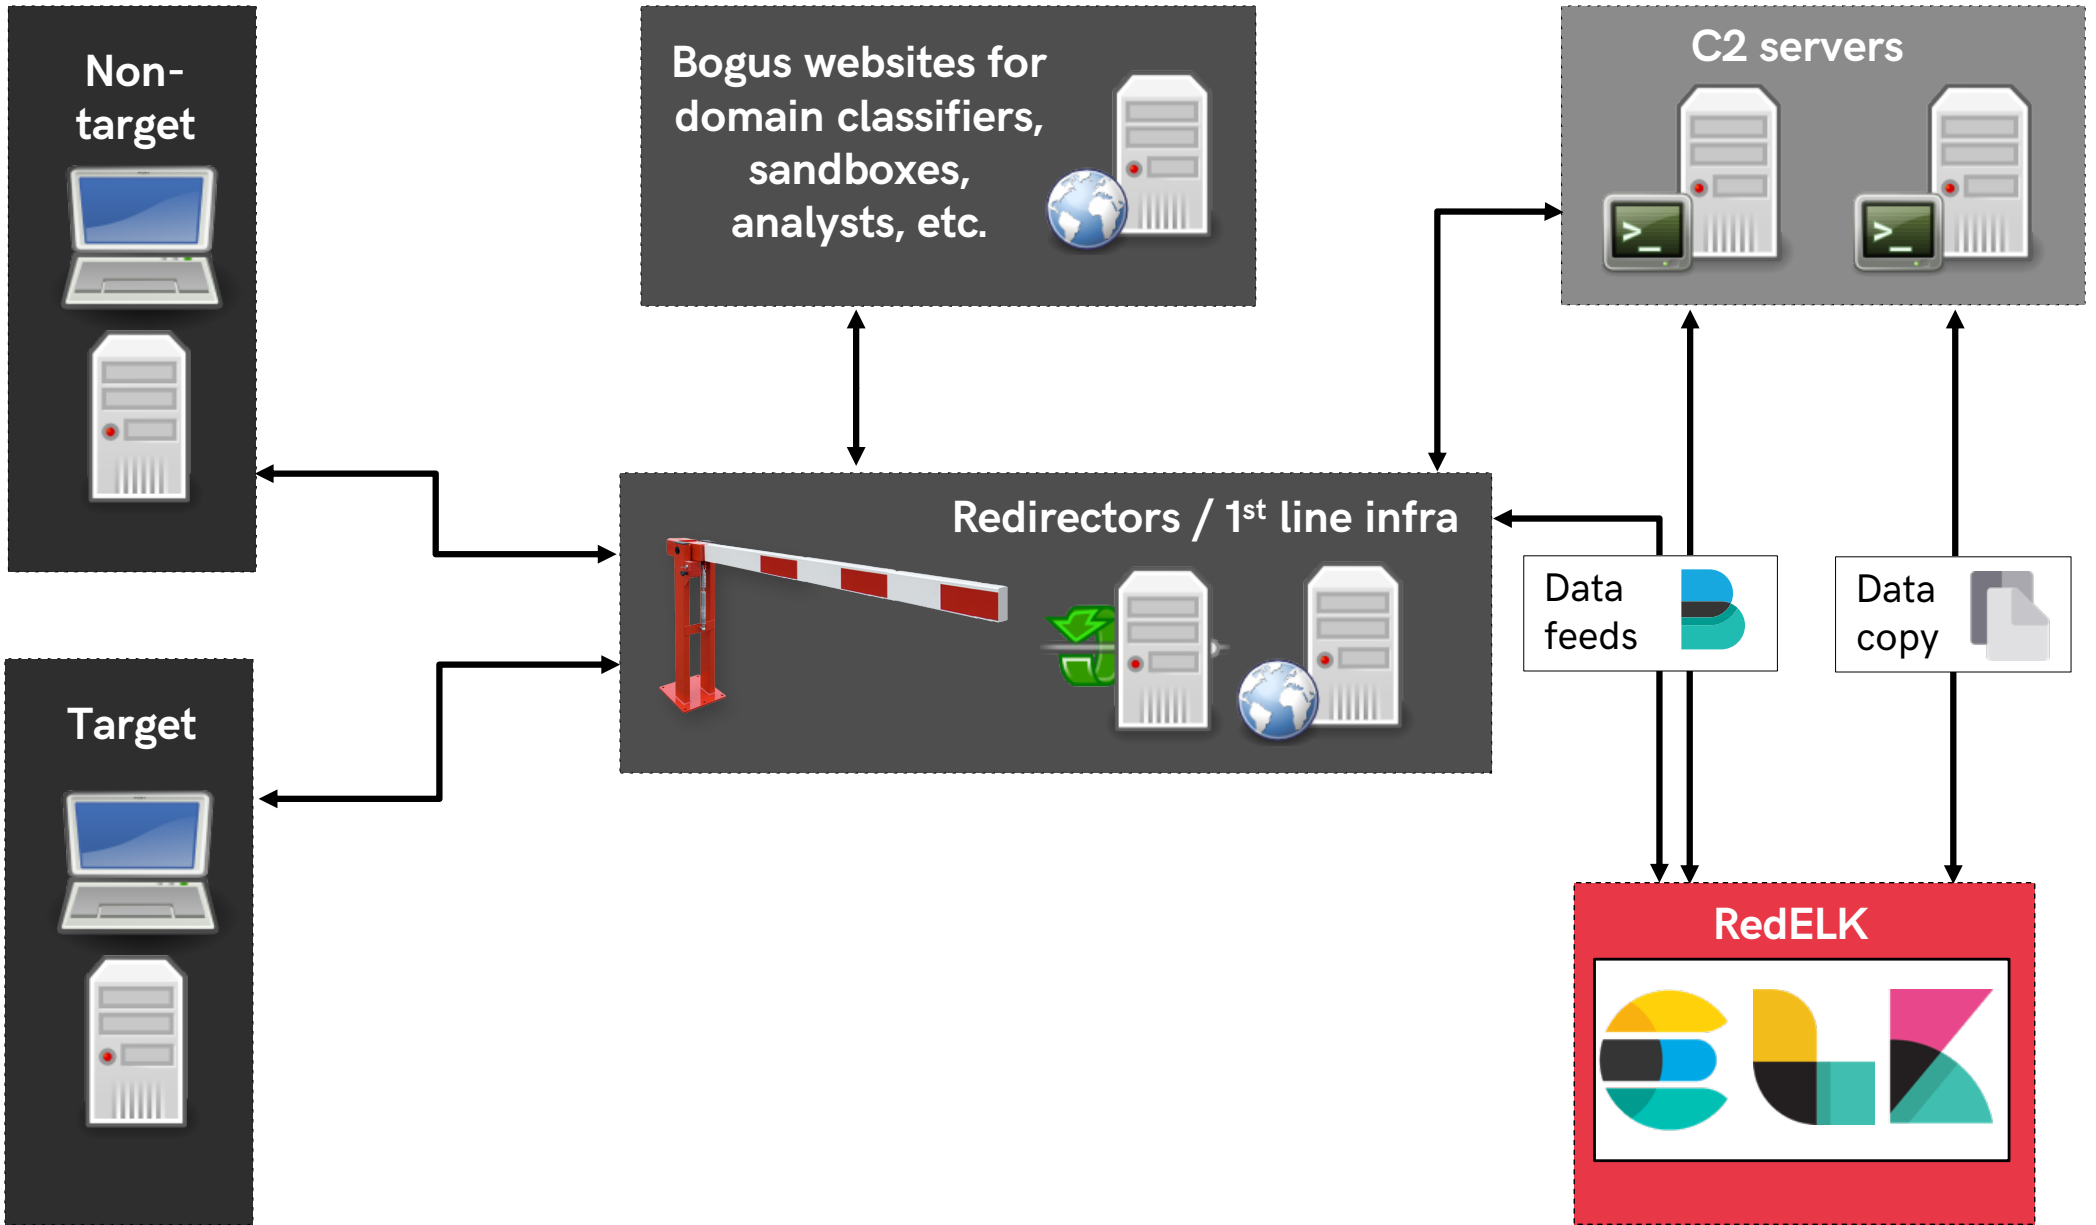 Non-
target
Bogus websites for
domain classifiers,
sandboxes,
analysts, etc.
C2 servers
>_
>_
Redirectors / 1st line infra
Data
feeds
Data
copy
Target
RedELK
ELK